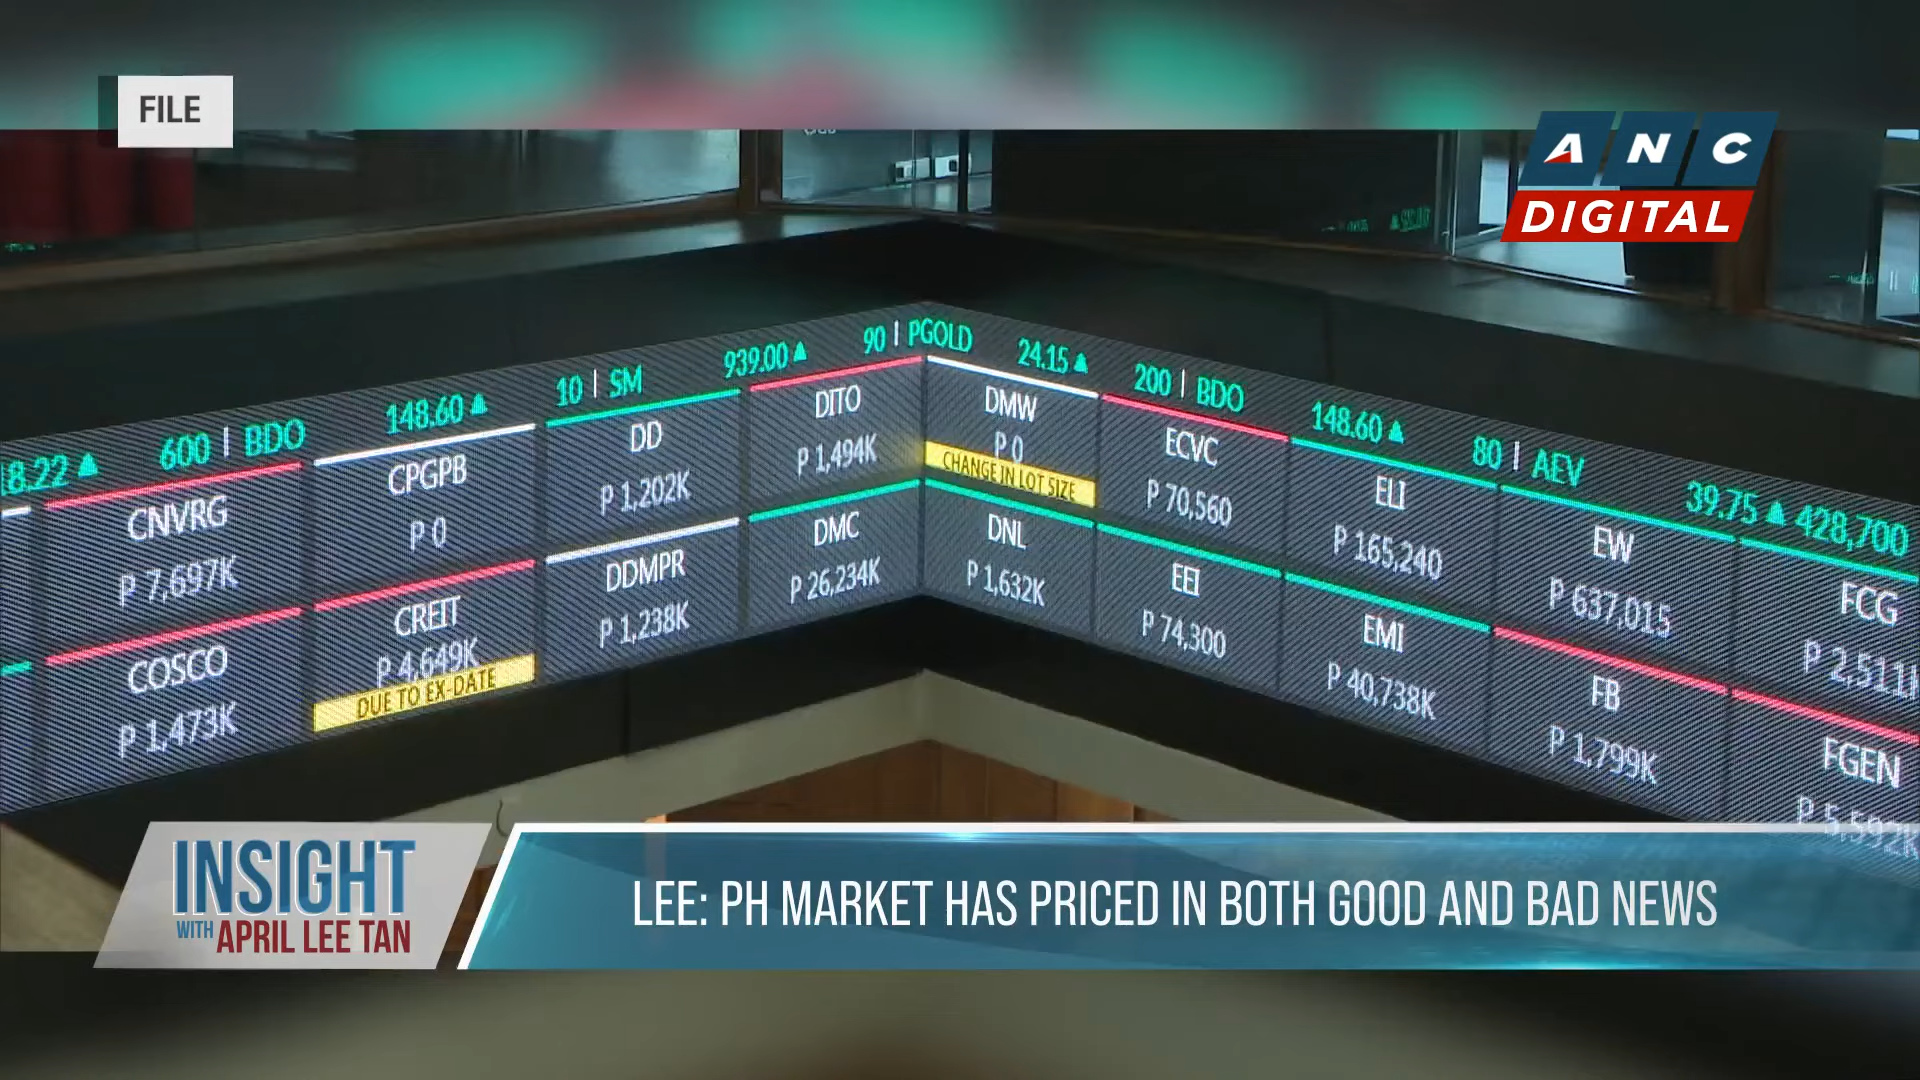 FILE
ANC
DIGITAL
18.22 ▲ 600 | BDO 148.60 ▲ 10 | SM 939.00 ▲ 90 | PGOLD 24.15 ▲ 200 | BDO 148.60 ▲ 80 | AEV 39.75 ▲ 428,700
CNVRG
P 7,697K
CPGPB
P 0
DD
P 1,202K
DITO
P 1,494K
DMW
P 0
CHANGE IN LOT SIZE
ECVC
P 70,560
ELI
P 165,240
EW
P 637,015
FCG
P 2,511
COSCO
P 1,473K
CREIT
P 4,649K
DUE TO EX-DATE
DDMPR
P 1,238K
DMC
P 26,234K
DNL
P 1,632K
EEI
P 74,300
EMI
P 40,738K
FB
P 1,799K
FGEN
P 5,592K
INSIGHT
WITH APRIL LEE TAN
LEE: PH MARKET HAS PRICED IN BOTH GOOD AND BAD NEWS